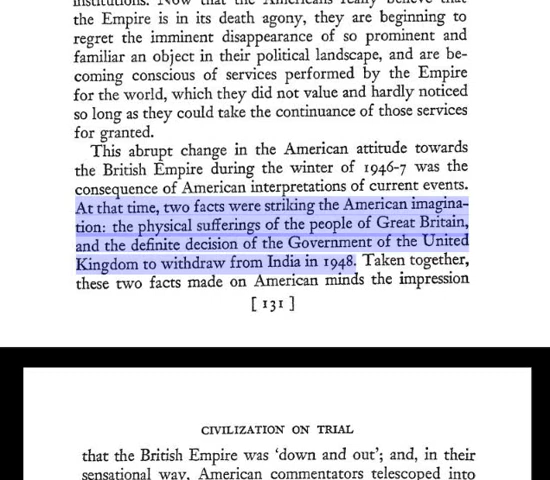 institutions. Now that the Americans really believe that
the Empire is in its death agony, they are beginning to
regret the imminent disappearance of so prominent and
familiar an object in their political landscape, and are be-
coming conscious of services performed by the Empire
for the world, which they did not value and hardly noticed
so long as they could take the continuance of those services
for granted.
This abrupt change in the American attitude towards
the British Empire during the winter of 1946-7 was the
consequence of American interpretations of current events.
At that time, two facts were striking the American imagina-
tion: the physical sufferings of the people of Great Britain,
and the definite decision of the Government of the United
Kingdom to withdraw from India in 1948. Taken together,
these two facts made on American minds the impression
[ 131 ]
CIVILIZATION ON TRIAL
that the British Empire was 'down and out'; and, in their
sensational way, American commentators telescoped into